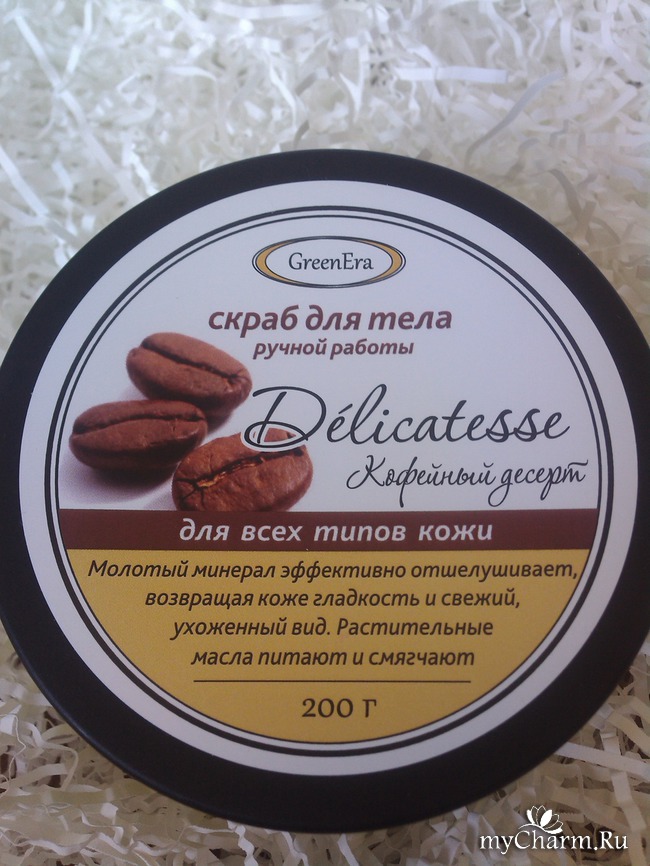 GreenEra
скраб для тела
ручной работы
Délicatesse
Кофейный десерт
для всех типов кожи
Молотый минерал эффективно отшелушивает,
возвращая коже гладкость и свежий,
ухоженный вид. Растительные
масла питают и смягчают
200 Г
myCharm.Ru